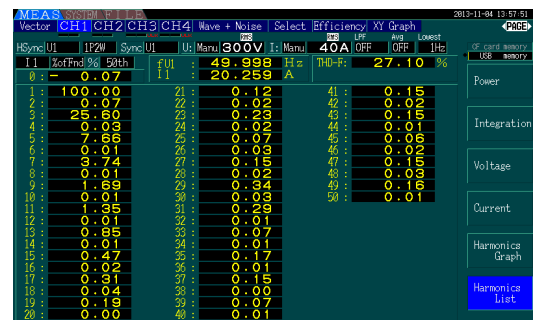 MEAS SYSTEM FILE 2013-11-04 13:57:51
Vector CH1 CH2 CH3 CH4 Wave + Noise Select Efficiency XY Graph <PAGE>
RMS RMS LPF Avg Lowest
HSync U1 1P2W Sync U1 U: Manu 300V I: Manu 40A OFF OFF 1Hz
CF card memory
USB memory
I 1 %ofFnd % 50th fU1 : 49.998 Hz THD-F: 27.10 %
0 : - 0.07 I1 : 20.259 A
Power
1 : 100.00 21 : 0.12 41 : 0.15
2 : 0.01 22 : 0.02 42 : 0.02
3 : 25.60 23 : 0.23 43 : 0.15
4 : 0.03 24 : 0.02 44 : 0.01
Integration
5 : 7.66 25 : 0.07 45 : 0.06
6 : 0.01 26 : 0.03 46 : 0.02
7 : 3.74 27 : 0.15 47 : 0.15
Voltage
8 : 0.01 28 : 0.02 48 : 0.03
9 : 1.69 29 : 0.34 49 : 0.16
10 : 0.01 30 : 0.03 50 : 0.01
11 : 1.35 31 : 0.29
Current
12 : 0.01 32 : 0.01
13 : 0.85 33 : 0.07
14 : 0.01 34 : 0.01
Harmonics
15 : 0.47 35 : 0.17
Graph
16 : 0.02 36 : 0.01
17 : 0.31 37 : 0.15
18 : 0.04 38 : 0.00
Harmonics
List
19 : 0.19 39 : 0.07
20 : 0.00 40 : 0.01